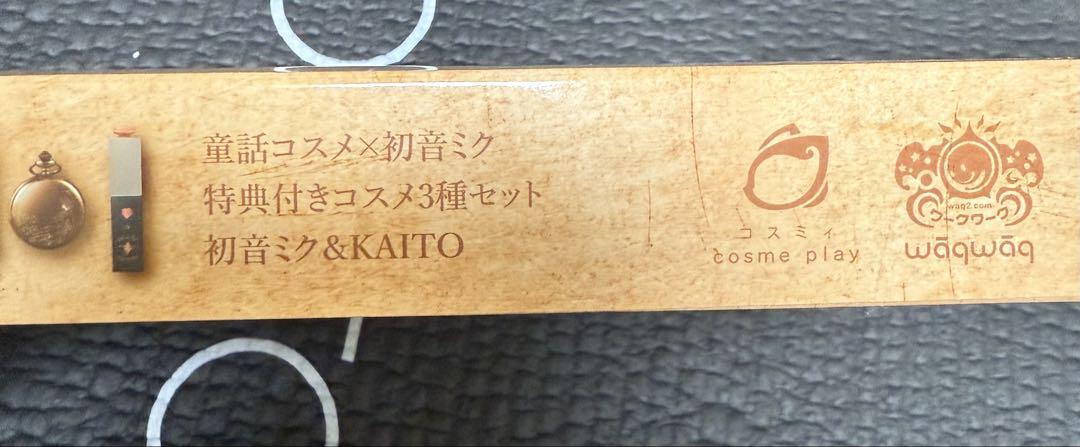 童話コスメ×初音ミク
特典付きコスメ3種セット
初音ミク&KAITO
コスミィ
cosme play
waq2.com
ワークワーク
wāqwāq